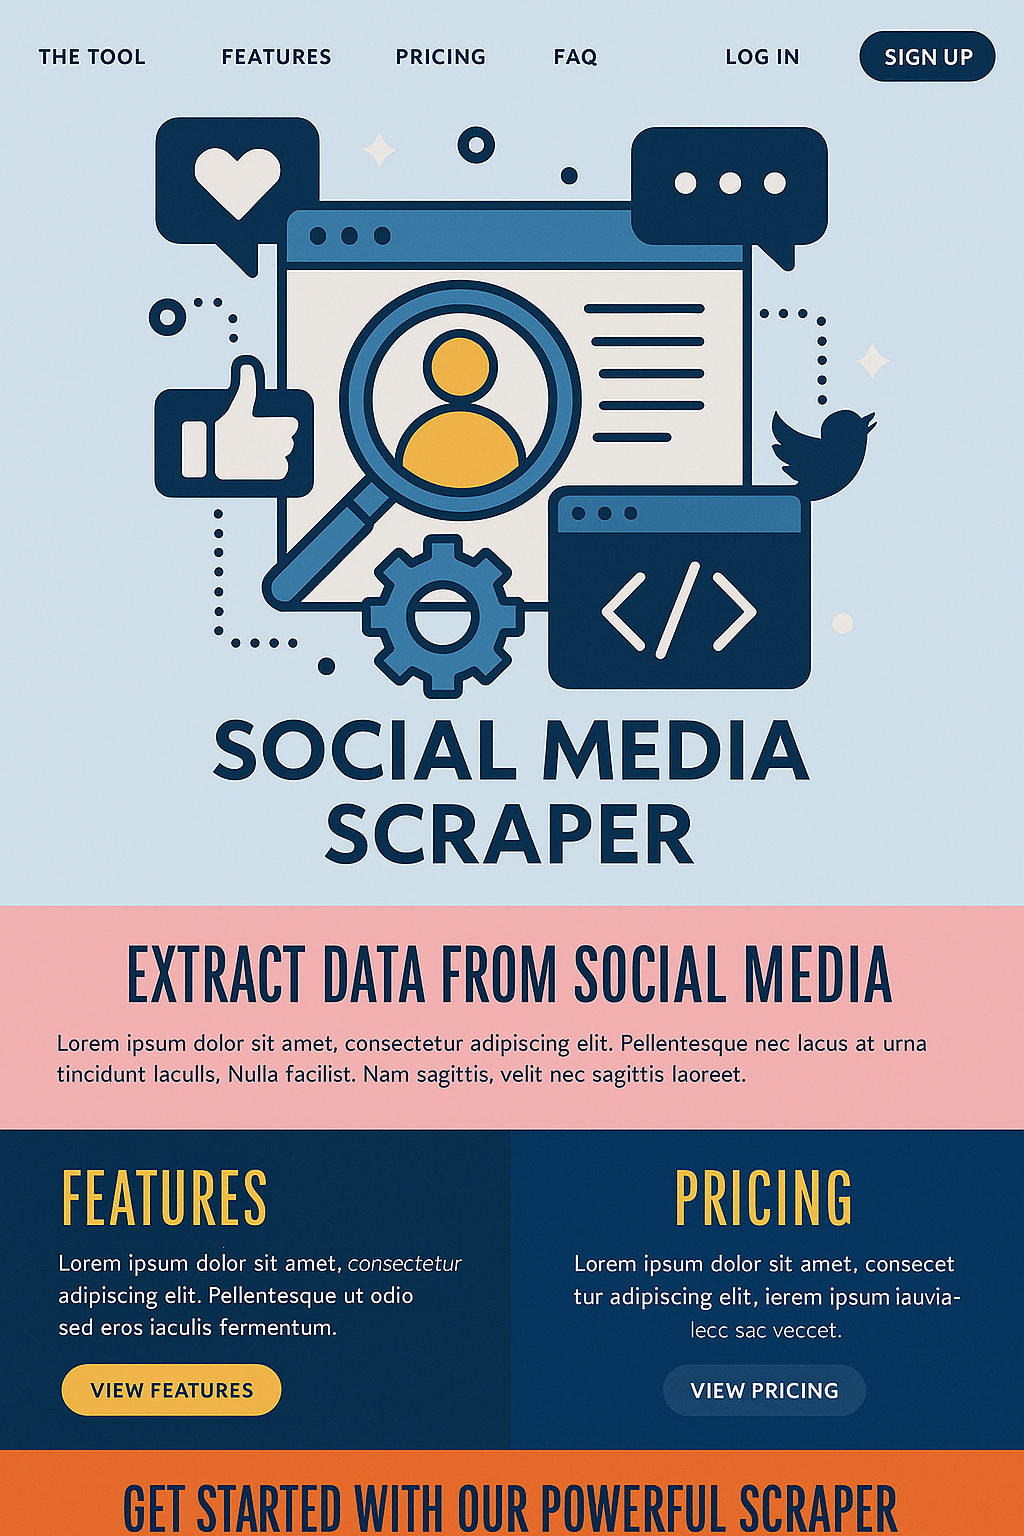 THE TOOL FEATURES PRICING FAQ LOG IN SIGN UP
SOCIAL MEDIA
SCRAPER
EXTRACT DATA FROM SOCIAL MEDIA
Lorem ipsum dolor sit amet, consectetur adipiscing elit. Pellentesque nec lacus at urna
tincidunt laculls, Nulla facilist. Nam sagittis, velit nec sagittis laoreet.
FEATURES
Lorem ipsum dolor sit amet, consectetur
adipiscing elit. Pellentesque ut odio
sed eros iaculis fermentum.
VIEW FEATURES
PRICING
Lorem ipsum dolor sit amet, consecet
tur adipiscing elit, ierem ipsum iauvia-
lecc sac veccet.
VIEW PRICING
GET STARTED WITH OUR POWERFUL SCRAPER